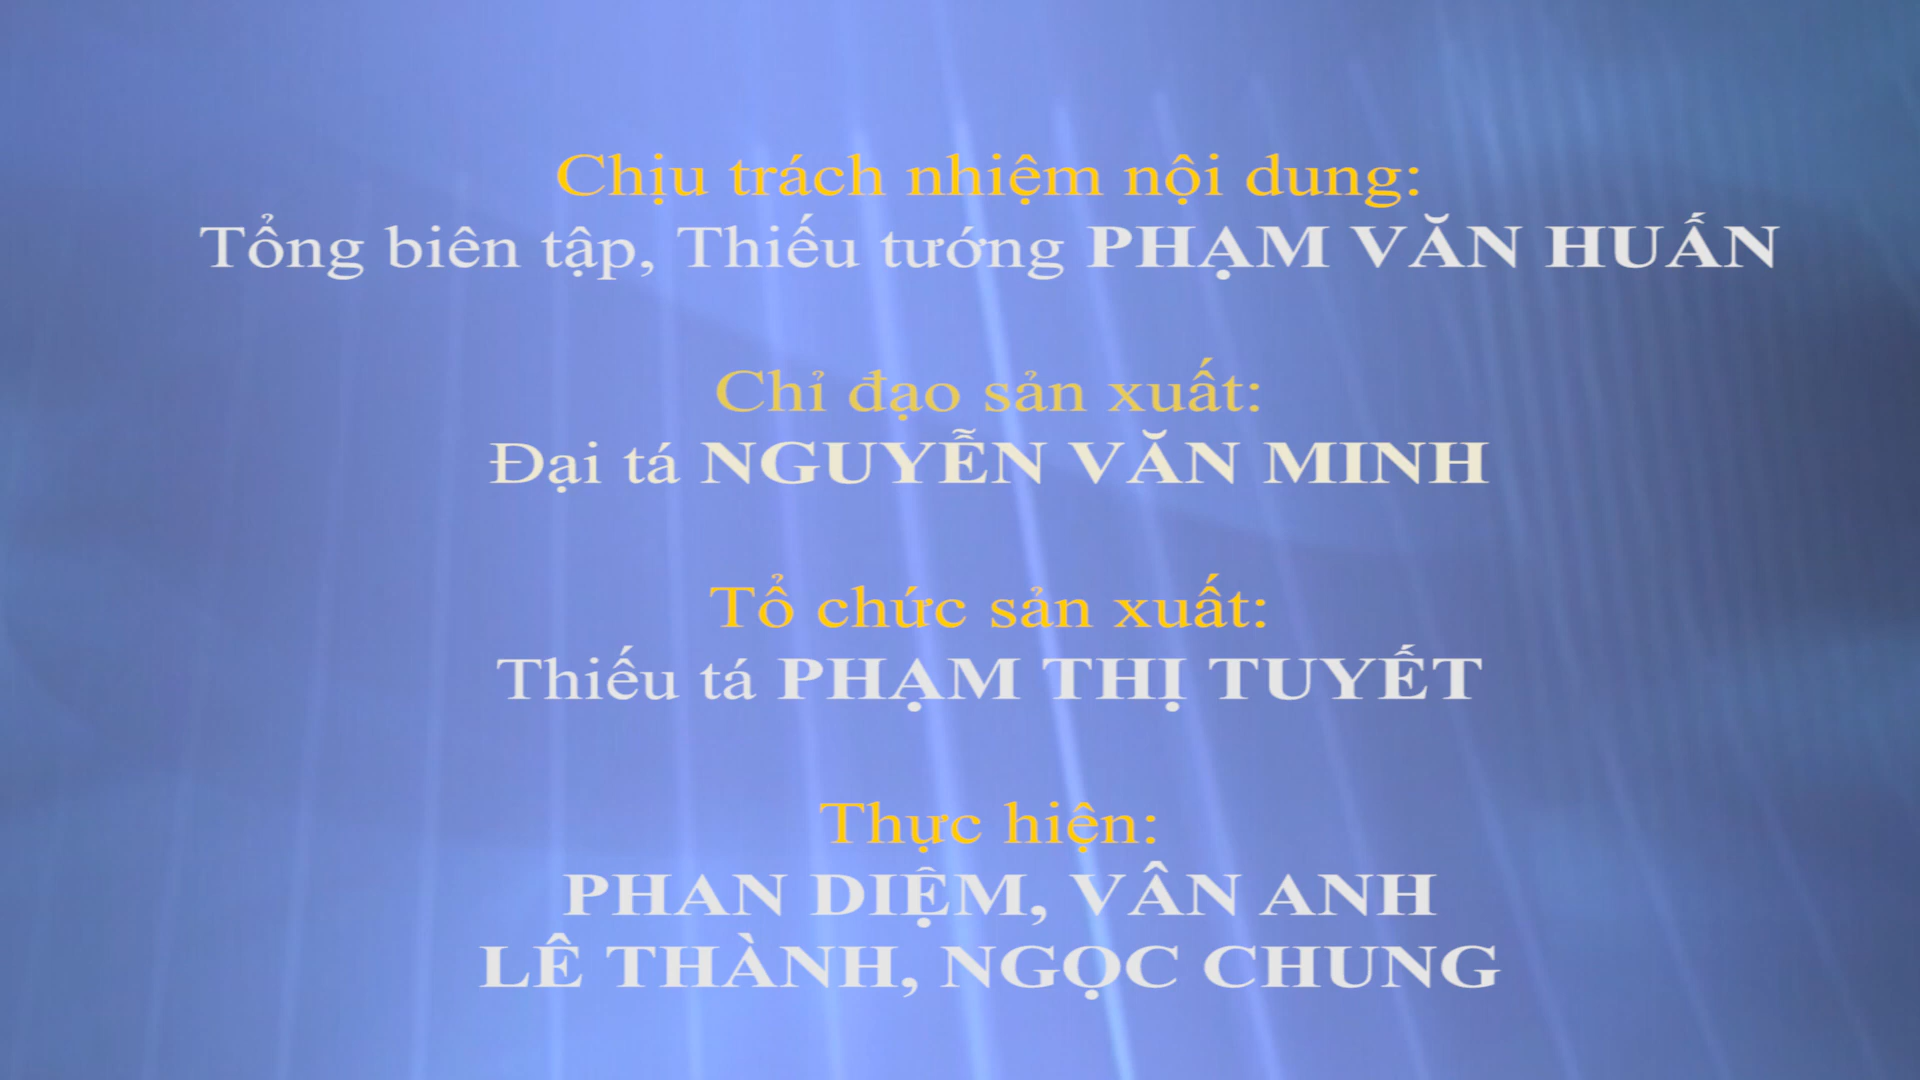 Chịu trách nhiệm nội dung:
Tổng biên tập, Thiếu tướng PHẠM VĂN HUẤN
Chỉ đạo sản xuất:
Đại tá NGUYỄN VĂN MINH
Tổ chức sản xuất:
Thiếu tá PHẠM THỊ TUYẾT
Thực hiện:
PHAN DIỆM, VÂN ANH
LÊ THÀNH, NGỌC CHUNG